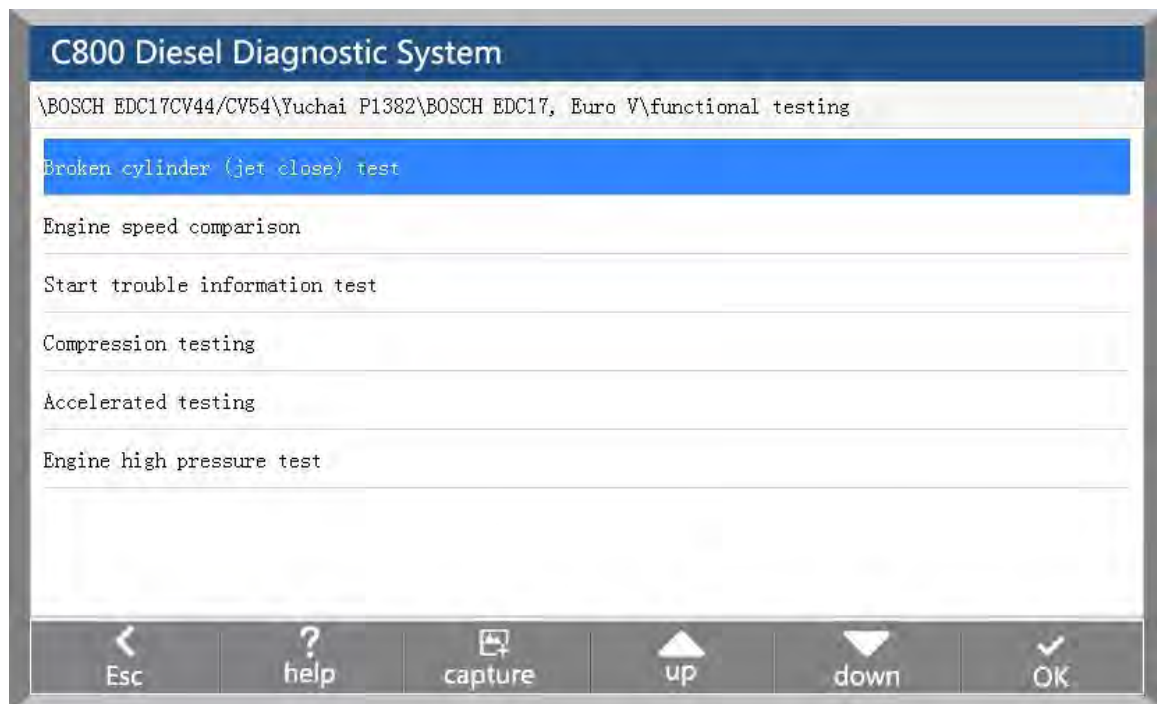 C800 Diesel Diagnostic System
\BOSCH EDC17CV44/CV54\Yuchai P1382\BOSCH EDC17, Euro V\functional testing
Broken cylinder (jet close) test
Engine speed comparison
Start trouble information test
Compression testing
Accelerated testing
Engine high pressure test
Esc help capture up down OK